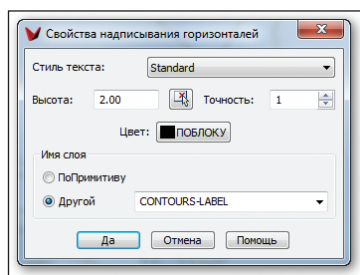 Свойства надписывания горизонталей
Стиль текста: Standard
Высота: 2.00 Точность: 1
Цвет: ПОБЛОКУ
Имя слоя
ПоПримитиву
Другой CONTOURS-LABEL
Да Отмена Помощь